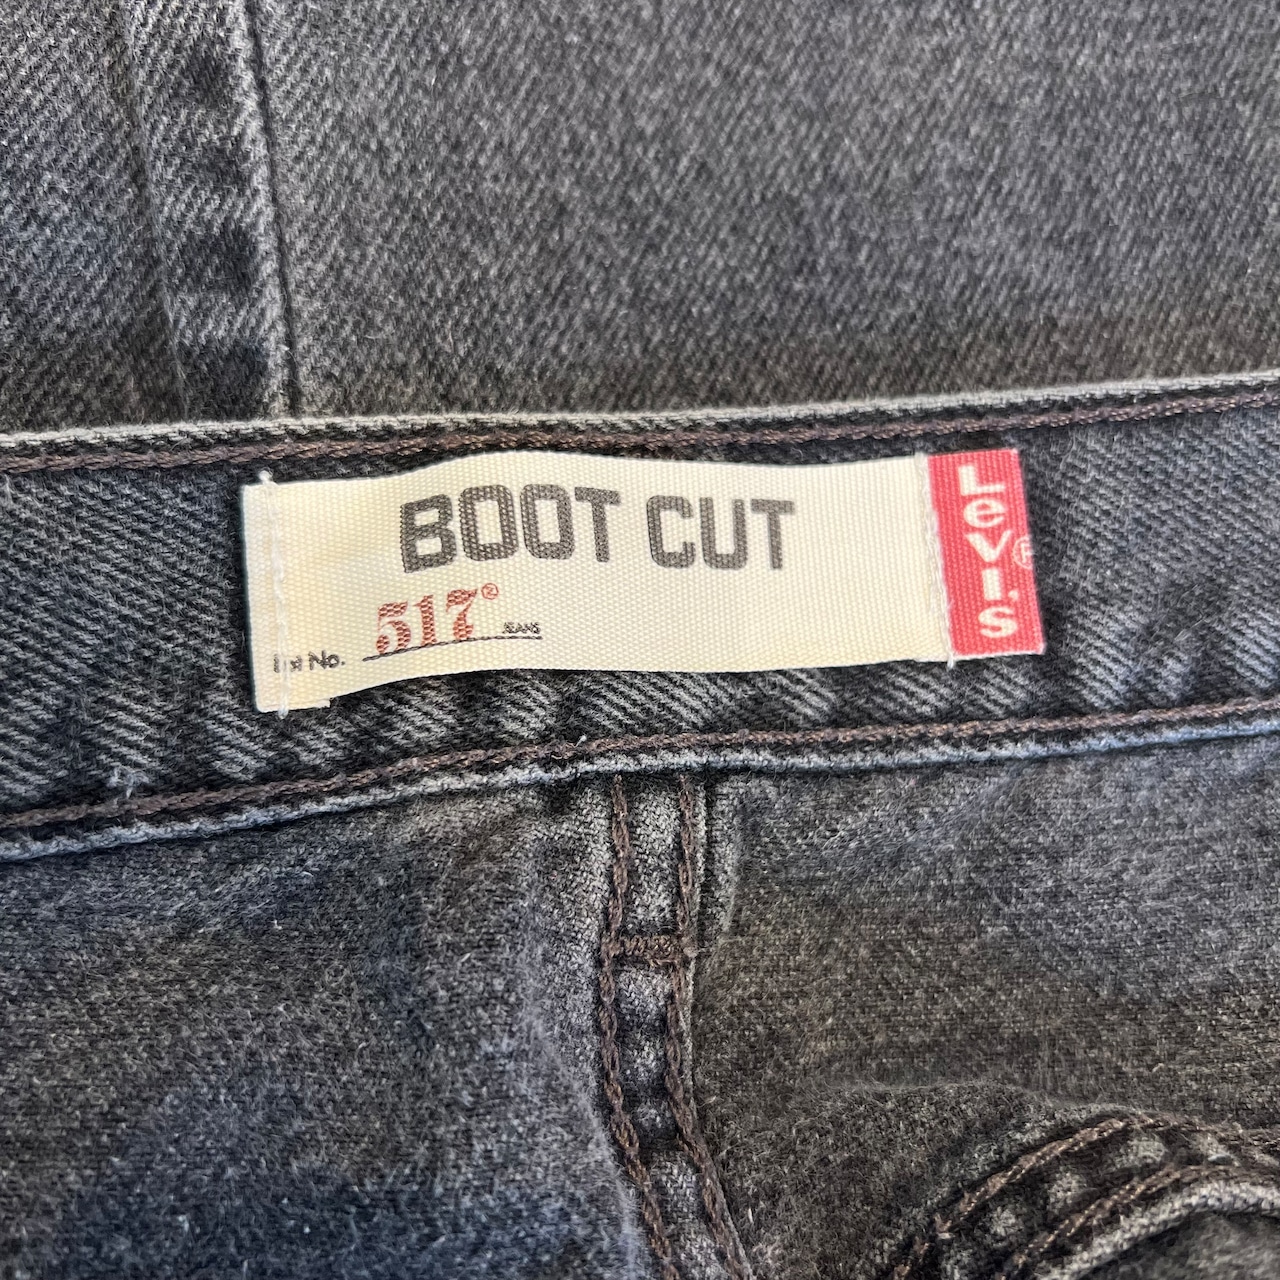 BOOT CUT
517®
Lot No. JEANS
LEVI'S®